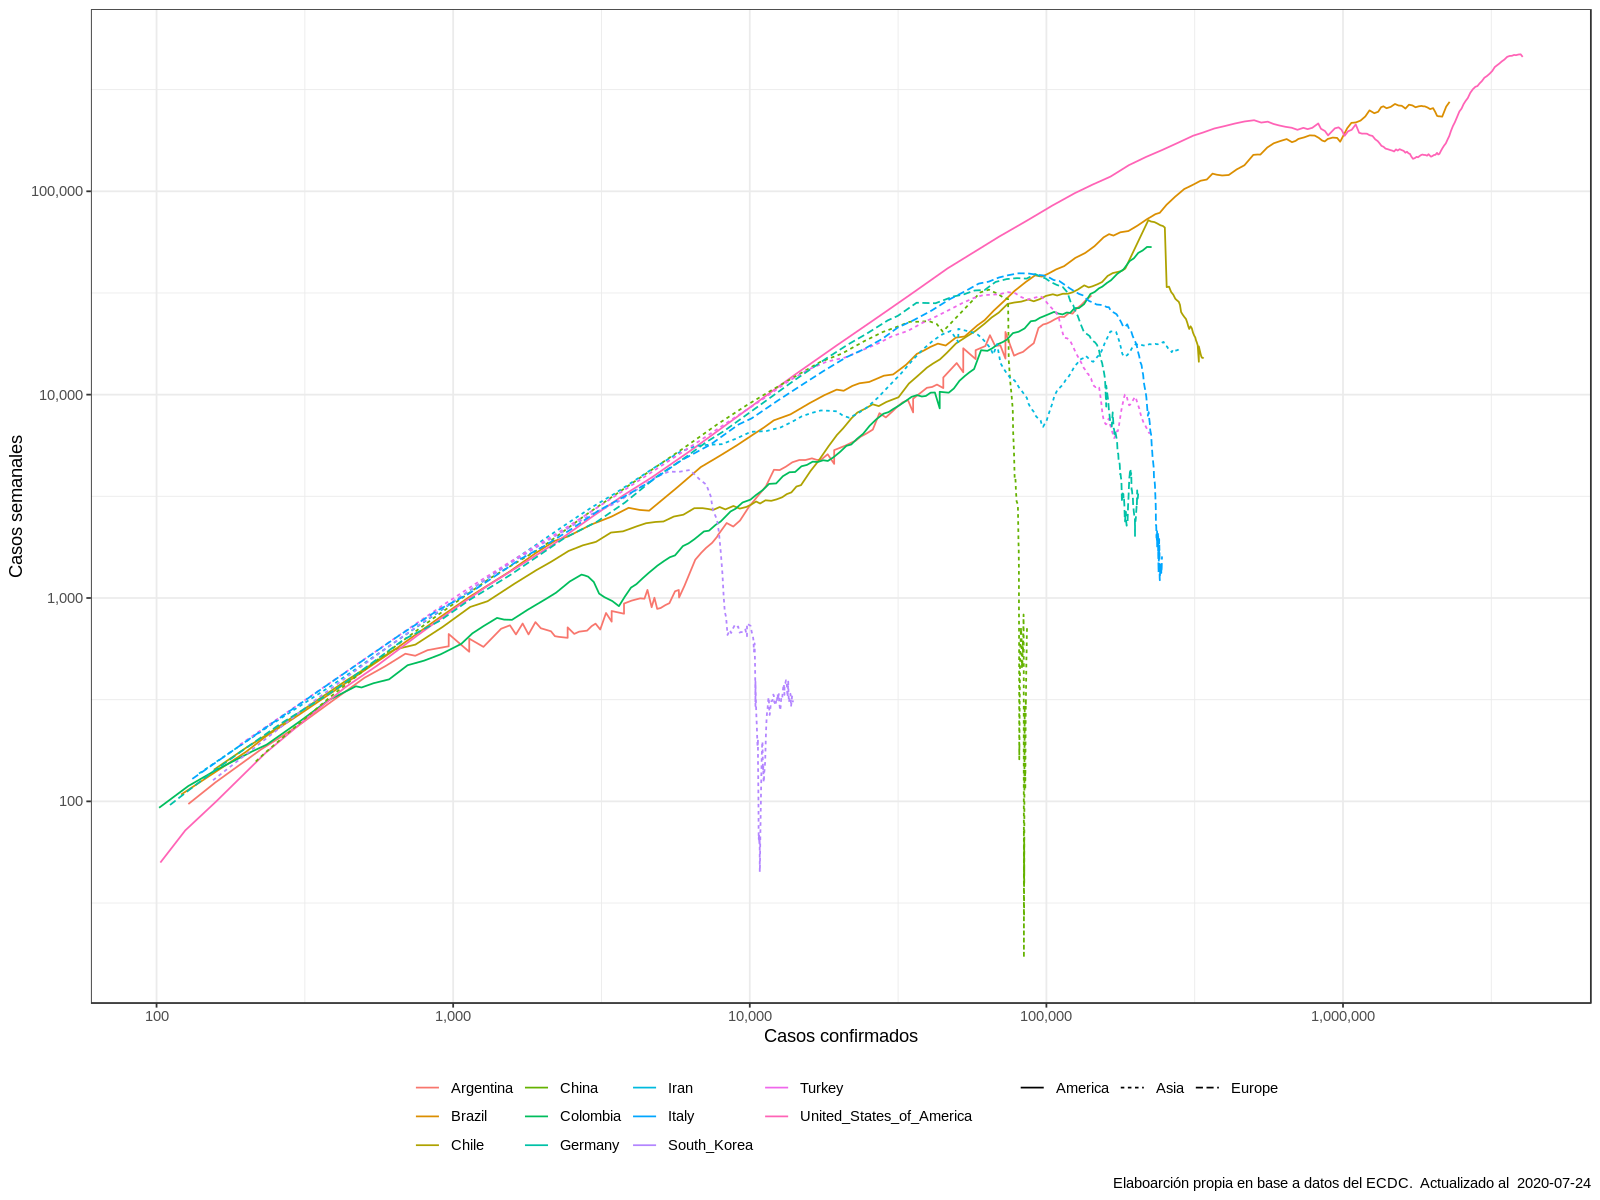 Casos semanales
100,000
10,000
1,000
100
100
1,000
10,000
100,000
1,000,000
Casos confirmados
Argentina China Iran Turkey America Asia Europe
Brazil Colombia Italy United_States_of_America
Chile Germany South_Korea
Elaboarción propia en base a datos del ECDC. Actualizado al 2020-07-24